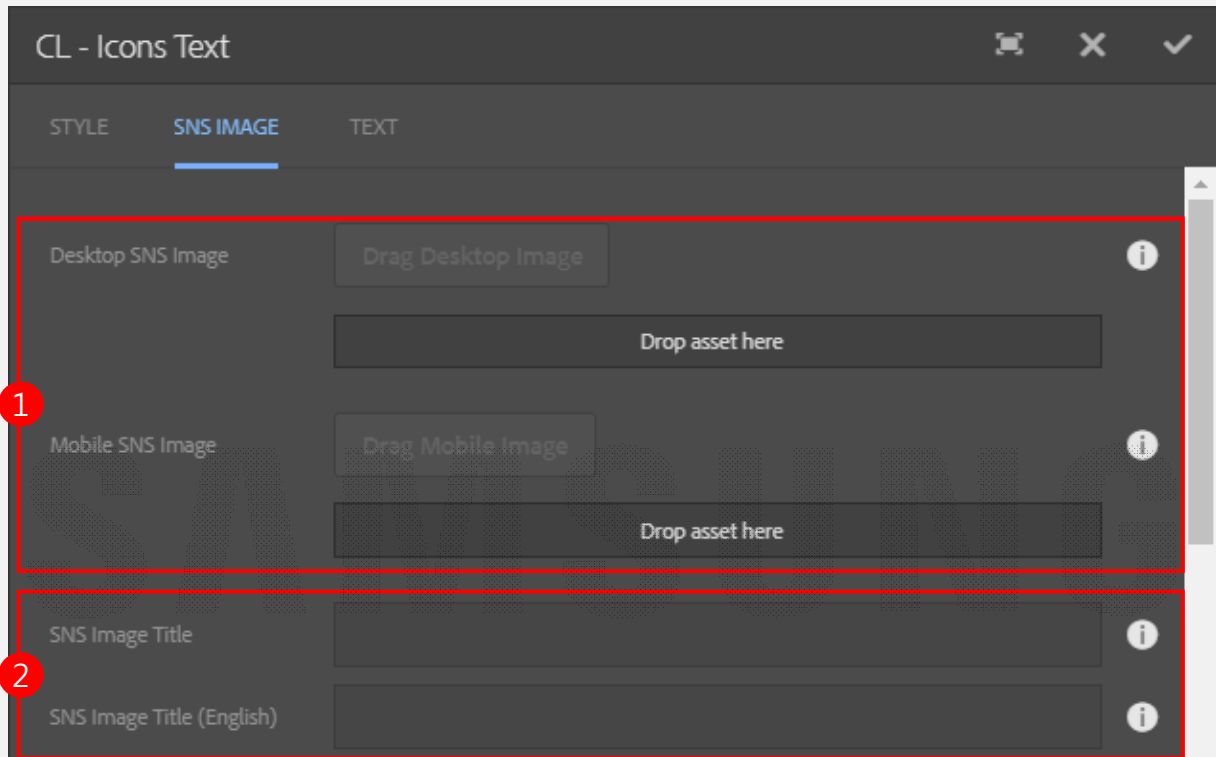 CL - Icons Text
STYLE SNS IMAGE TEXT
Desktop SNS Image Drag Desktop Image
Drop asset here
1
Mobile SNS Image Drag Mobile Image
Drop asset here
SAMSUNG
SNS Image Title
2
SNS Image Title (English)